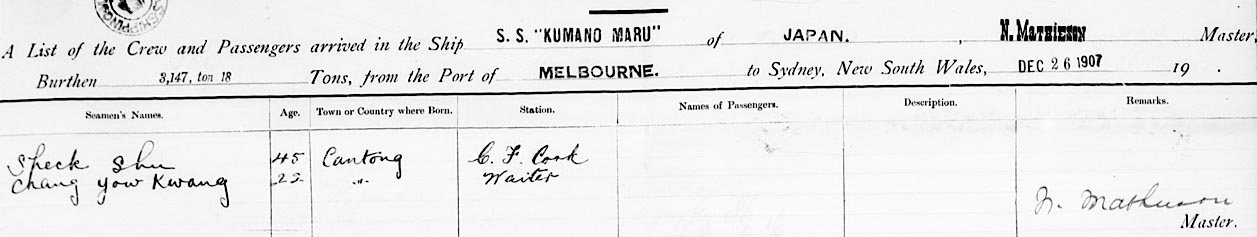 SHIPPING
A List of the Crew and Passengers arrived in the Ship S. S. "KUMANO MARU" of JAPAN. , N. MATHIESON Master,
Burthen 3,147, ton 18 Tons, from the Port of MELBOURNE. to Sydney, New South Wales, DEC 26 1907 19 .
Seamen's Names. Age. Town or Country where Born. Station. Names of Passengers. Description. Remarks.
Speck Shu 45 Cantong C. F. Cook
Chang Yow Kwang 22 " Waiter
N. Mathieson
Master.